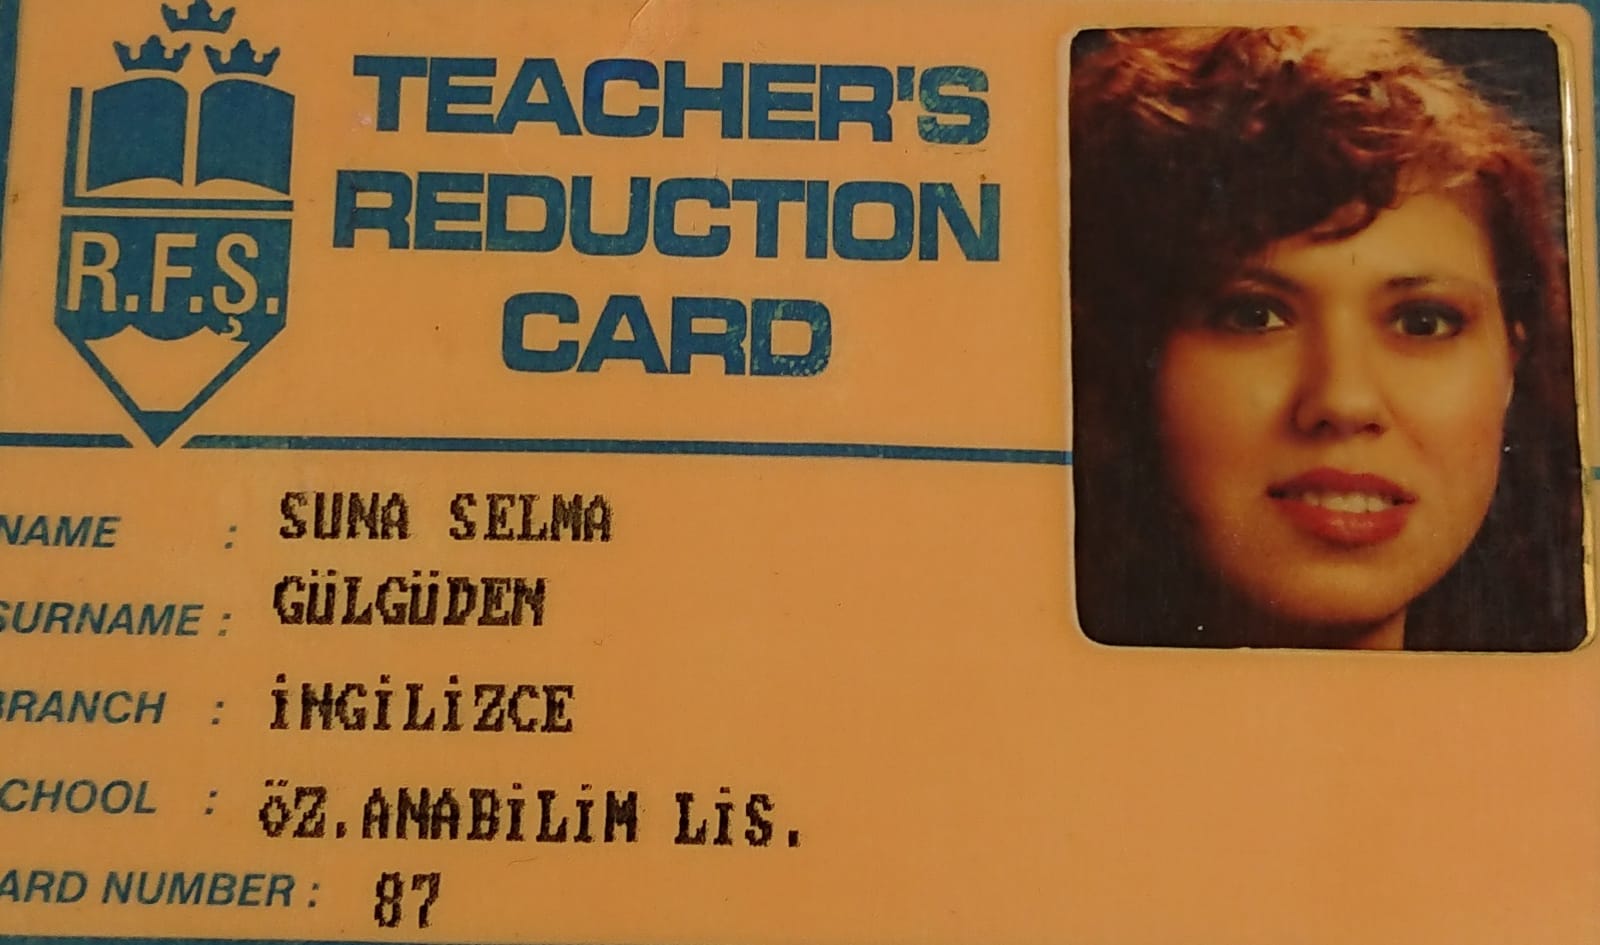 R.F.Ş.
TEACHER'S
REDUCTION
CARD
NAME : SUNA SELMA
SURNAME : GÜLGÜDEN
BRANCH : İNGİLİZCE
CHOOL : ÖZ.ANABİLİM LİS.
ARD NUMBER : 87